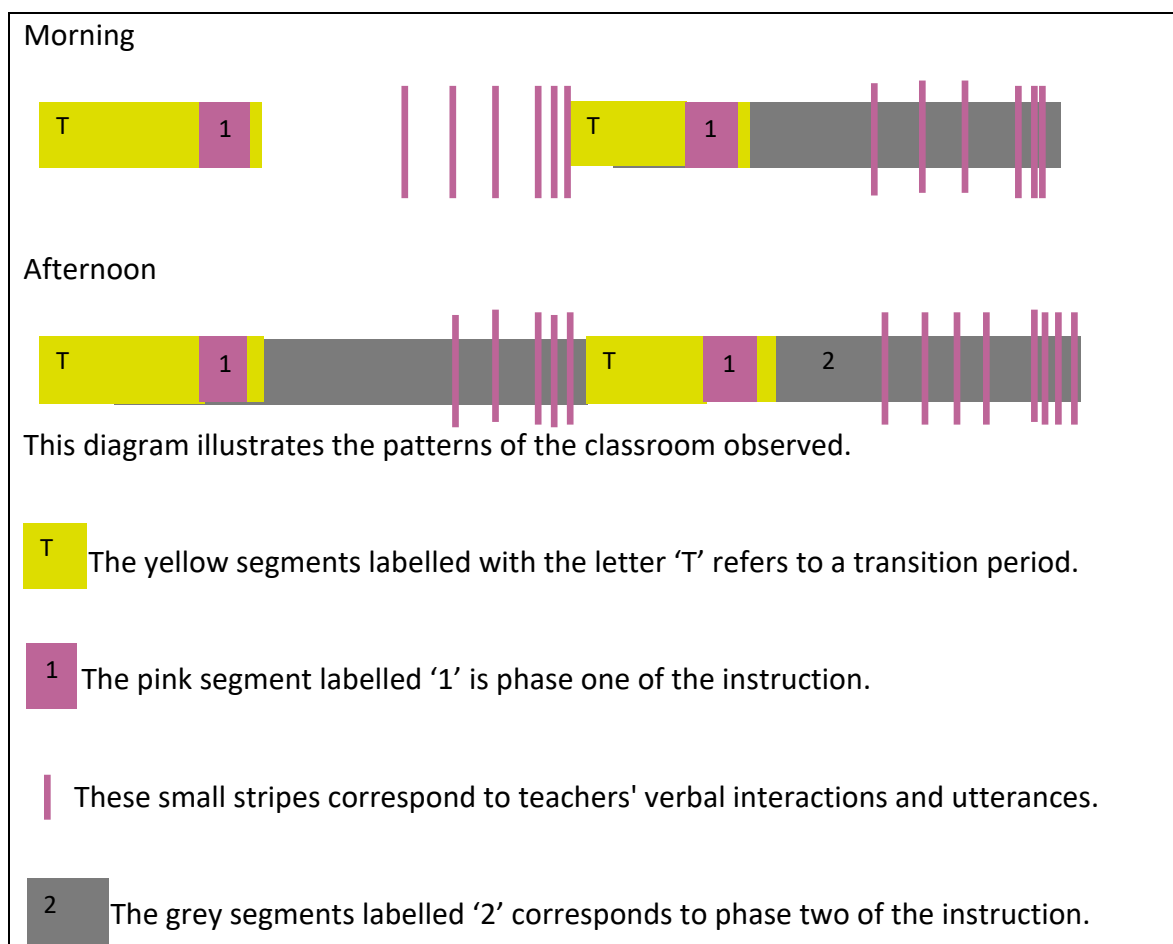 Morning
T 1 T 1
Afternoon
T 1 T 1 2
This diagram illustrates the patterns of the classroom observed.
T The yellow segments labelled with the letter ‘T’ refers to a transition period.
1 The pink segment labelled ‘1’ is phase one of the instruction.
These small stripes correspond to teachers' verbal interactions and utterances.
2 The grey segments labelled ‘2’ corresponds to phase two of the instruction.